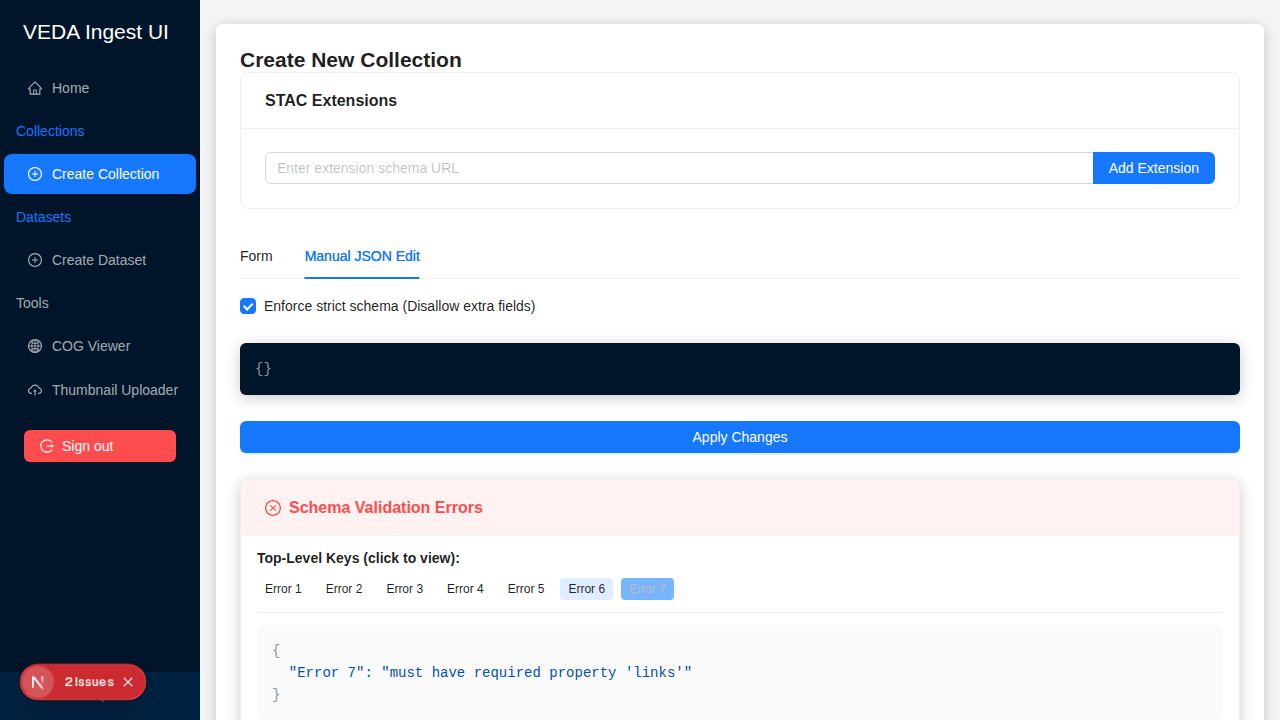 VEDA Ingest UI
Home
Collections
Create Collection
Datasets
Create Dataset
Tools
COG Viewer
Thumbnail Uploader
Sign out
2 Issues
Create New Collection
STAC Extensions
Enter extension schema URL
Add Extension
Form
Manual JSON Edit
Enforce strict schema (Disallow extra fields)
{}
Apply Changes
Schema Validation Errors
Top-Level Keys (click to view):
Error 1
Error 2
Error 3
Error 4
Error 5
Error 6
Error 7
{
"Error 7": "must have required property 'links'"
}